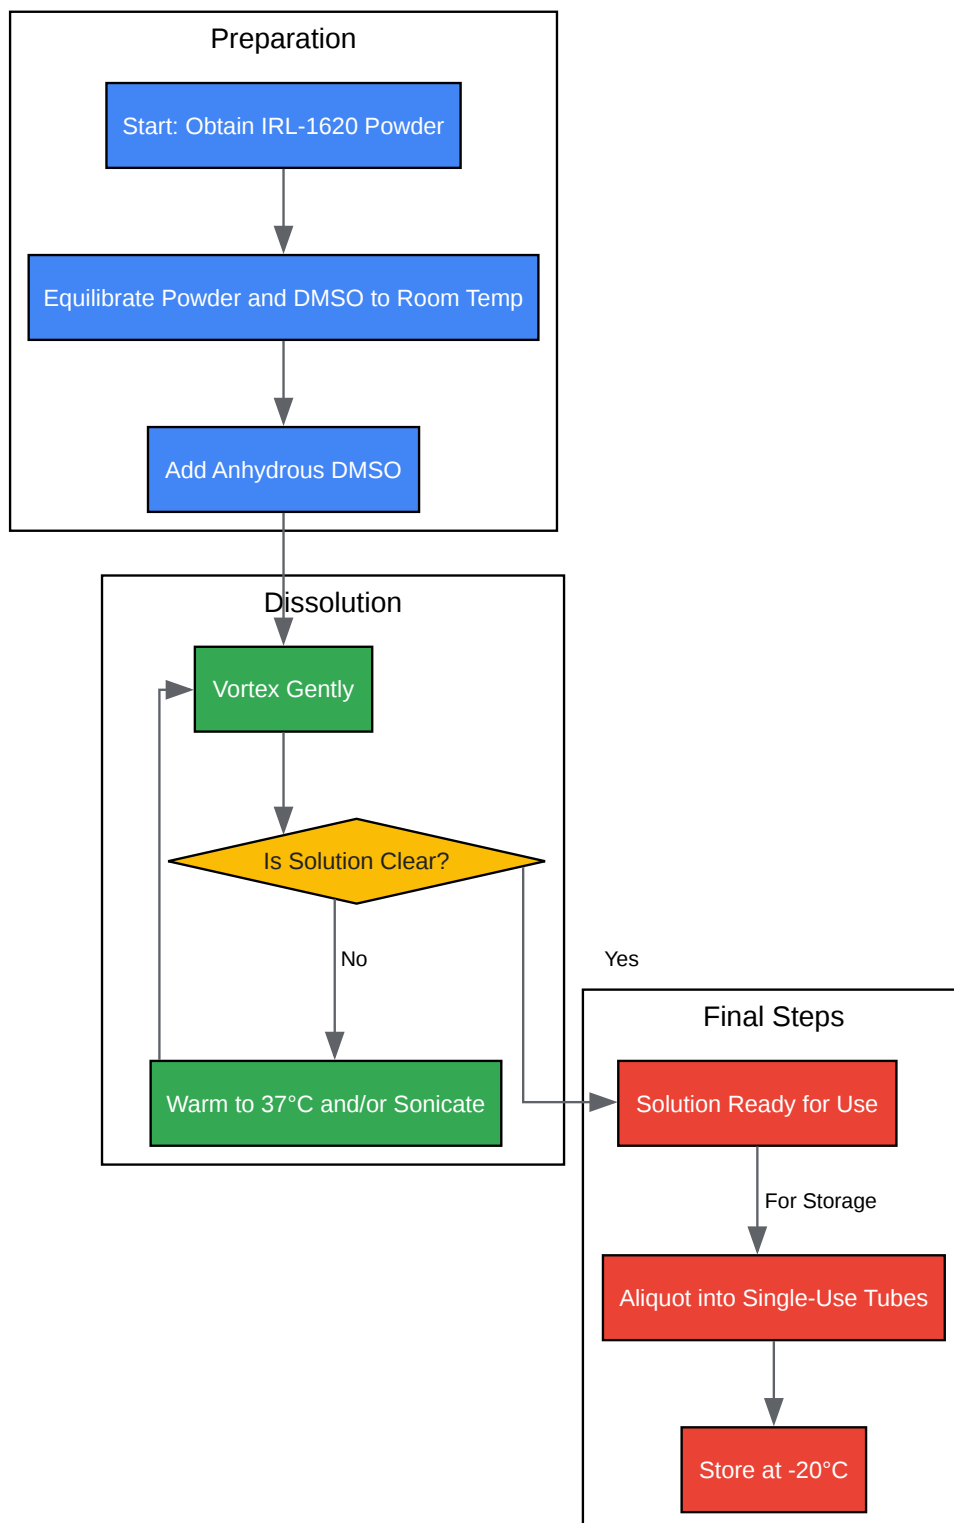 Preparation
Start: Obtain IRL-1620 Powder
Equilibrate Powder and DMSO to Room Temp
Add Anhydrous DMSO
Dissolution
Vortex Gently
Is Solution Clear?
No
Yes
Warm to 37°C and/or Sonicate
Final Steps
Solution Ready for Use
For Storage
Aliquot into Single-Use Tubes
Store at -20°C